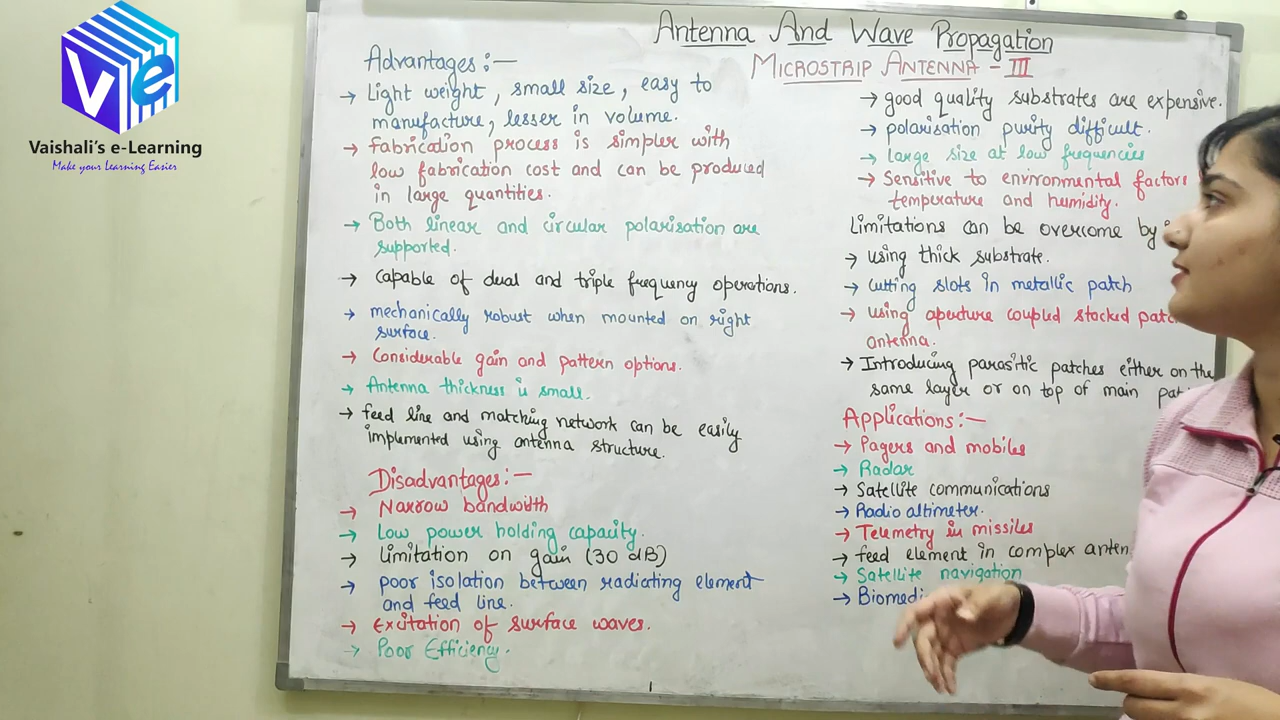 Ve
Vaishali's e-Learning
Make your Learning Easier
Antenna And Wave Propagation
MICROSTRIP ANTENNA - III
Advantages :-
→ Light weight, small size, easy to
manufacture, lesser in volume.
→ fabrication process is simpler with
low fabrication cost and can be produced
in large quantities.
→ Both linear and circular polarisation are
supported.
→ capable of dual and triple frequency operations.
→ mechanically robust when mounted on right
surface.
→ Considerable gain and pattern options.
→ Antenna thickness is small.
→ feed line and matching network can be easily
implemented using antenna structure.
Disadvantages :-
→ Narrow bandwidth
→ Low power holding capacity.
→ limitation on gain (30 dB)
→ poor isolation between radiating element
and feed line.
→ Excitation of surface waves.
→ Poor Efficiency.
→ good quality substrates are expensive.
→ polarisation purity difficult.
→ large size at low frequencies
→ Sensitive to environmental factors
temperature and humidity.
Limitations can be overcome by
→ using thick substrate.
→ cutting slots in metallic patch
→ using aperture coupled stacked patc
antenna.
→ Introducing parasitic patches either on the
same layer or on top of main pat
Applications :-
→ Pagers and mobiles
→ Radar
→ Satellite communications
→ Radio altimeter.
→ Telemetry in missiles
→ feed element in complex anten
→ Satellite navigation
→ Biomedi